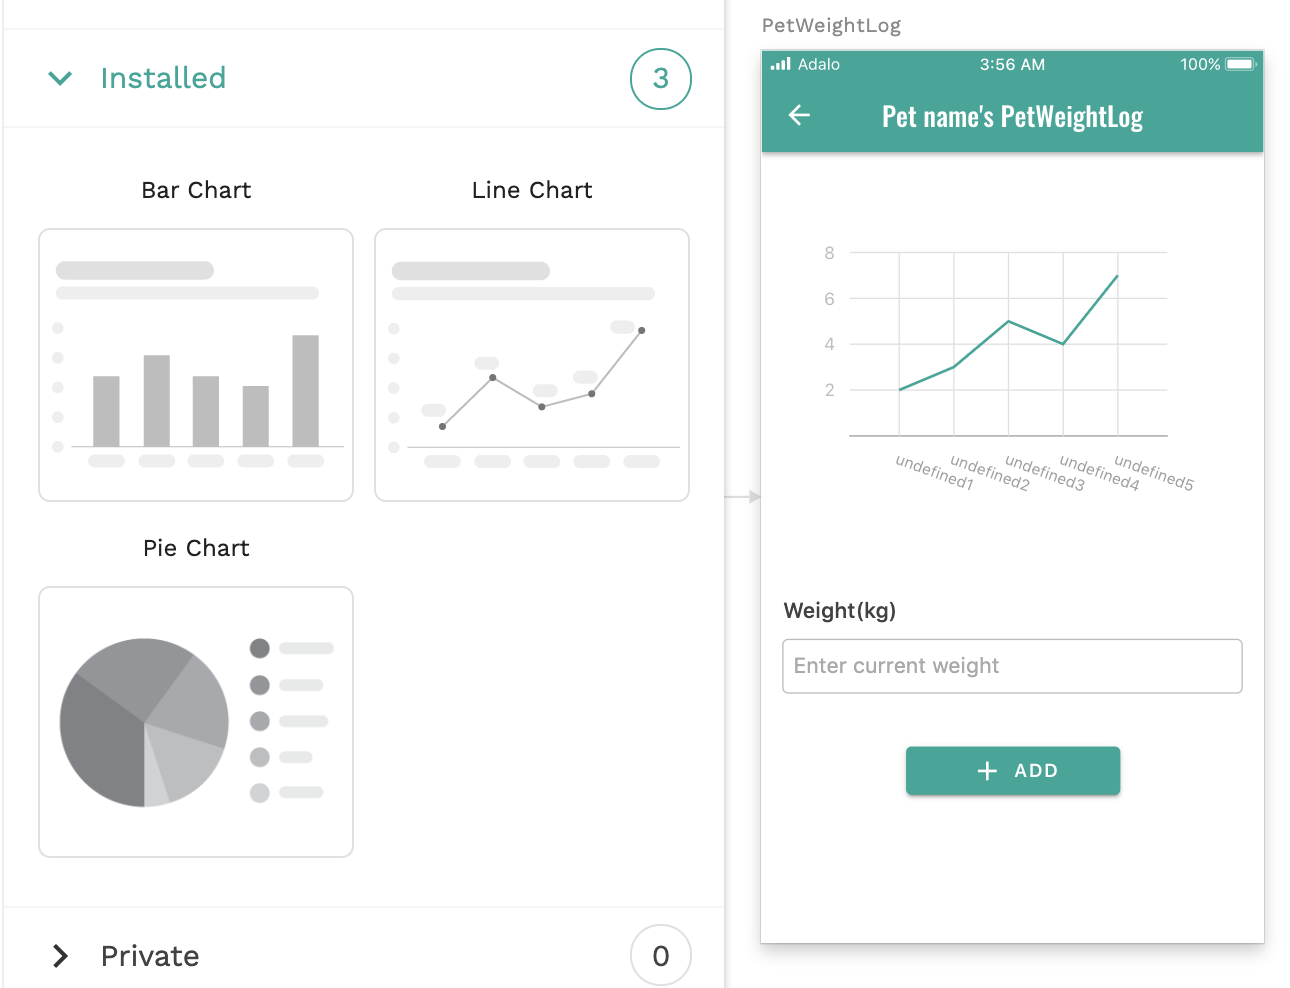 Installed
3
Bar Chart
Line Chart
Pie Chart
Private
0
PetWeightLog
Adalo
3:56 AM
100%
Pet name's PetWeightLog
8
6
4
2
undefined1
undefined2
undefined3
undefined4
undefined5
Weight(kg)
Enter current weight
+ ADD